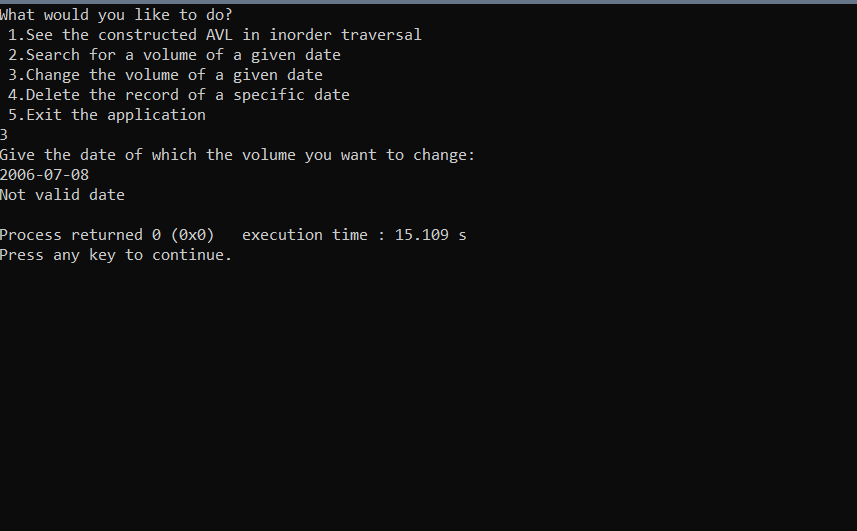 What would you like to do?
 1.See the constructed AVL in inorder traversal
 2.Search for a volume of a given date
 3.Change the volume of a given date
 4.Delete the record of a specific date
 5.Exit the application
3
Give the date of which the volume you want to change:
2006-07-08
Not valid date

Process returned 0 (0x0)   execution time : 15.109 s
Press any key to continue.